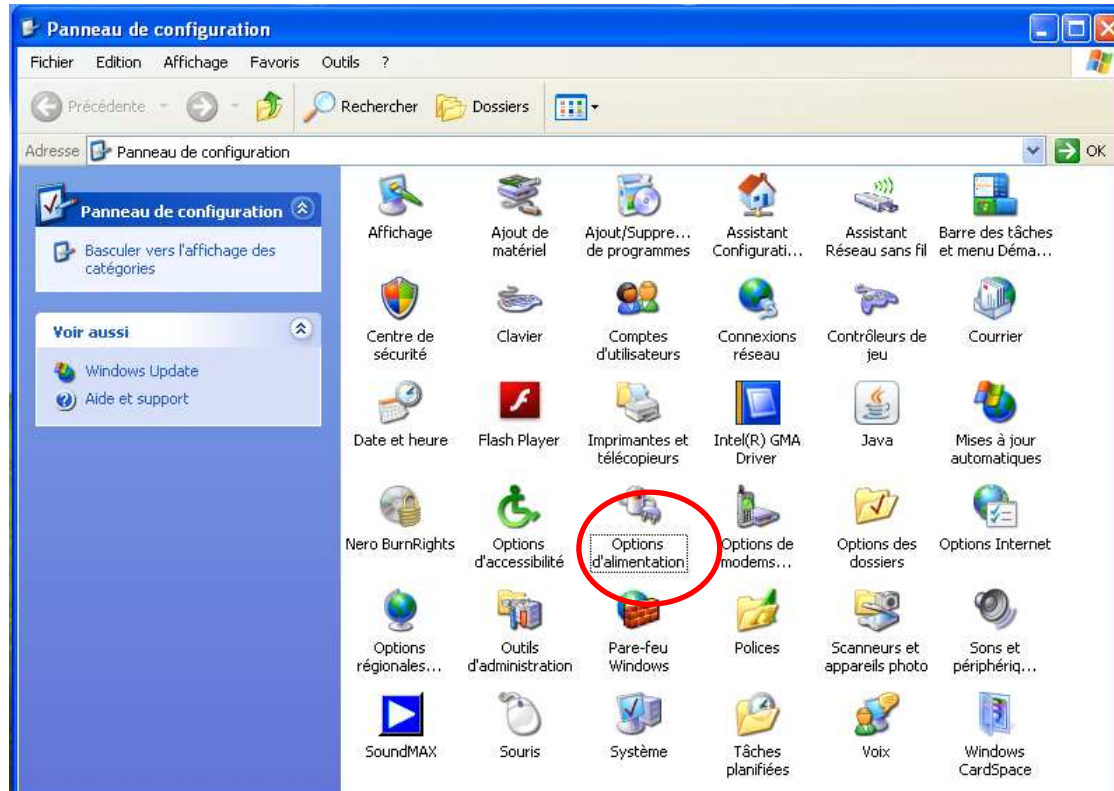 Panneau de configuration
Fichier Edition Affichage Favoris Outils ?
Précédente Rechercher Dossiers
Adresse Panneau de configuration OK
Panneau de configuration
Basculer vers l'affichage des
catégories
Voir aussi
Windows Update
Aide et support
Affichage
Ajout de
matériel
Ajout/Suppre...
de programmes
Assistant
Configurati...
Assistant
Réseau sans fil
Barre des tâches
et menu Déma...
Centre de
sécurité
Clavier
Comptes
d'utilisateurs
Connexions
réseau
Contrôleurs de
jeu
Courrier
Date et heure
Flash Player
Imprimantes et
télécopieurs
Intel(R) GMA
Driver
Java
Mises à jour
automatiques
Nero BurnRights
Options
d'accessibilité
Options
d'alimentation
Options de
modems...
Options des
dossiers
Options Internet
Options
régionales...
Outils
d'administration
Pare-feu
Windows
Polices
Scanneurs et
appareils photo
Sons et
périphériq...
SoundMAX
Souris
Système
Tâches
planifiées
Voix
Windows
CardSpace